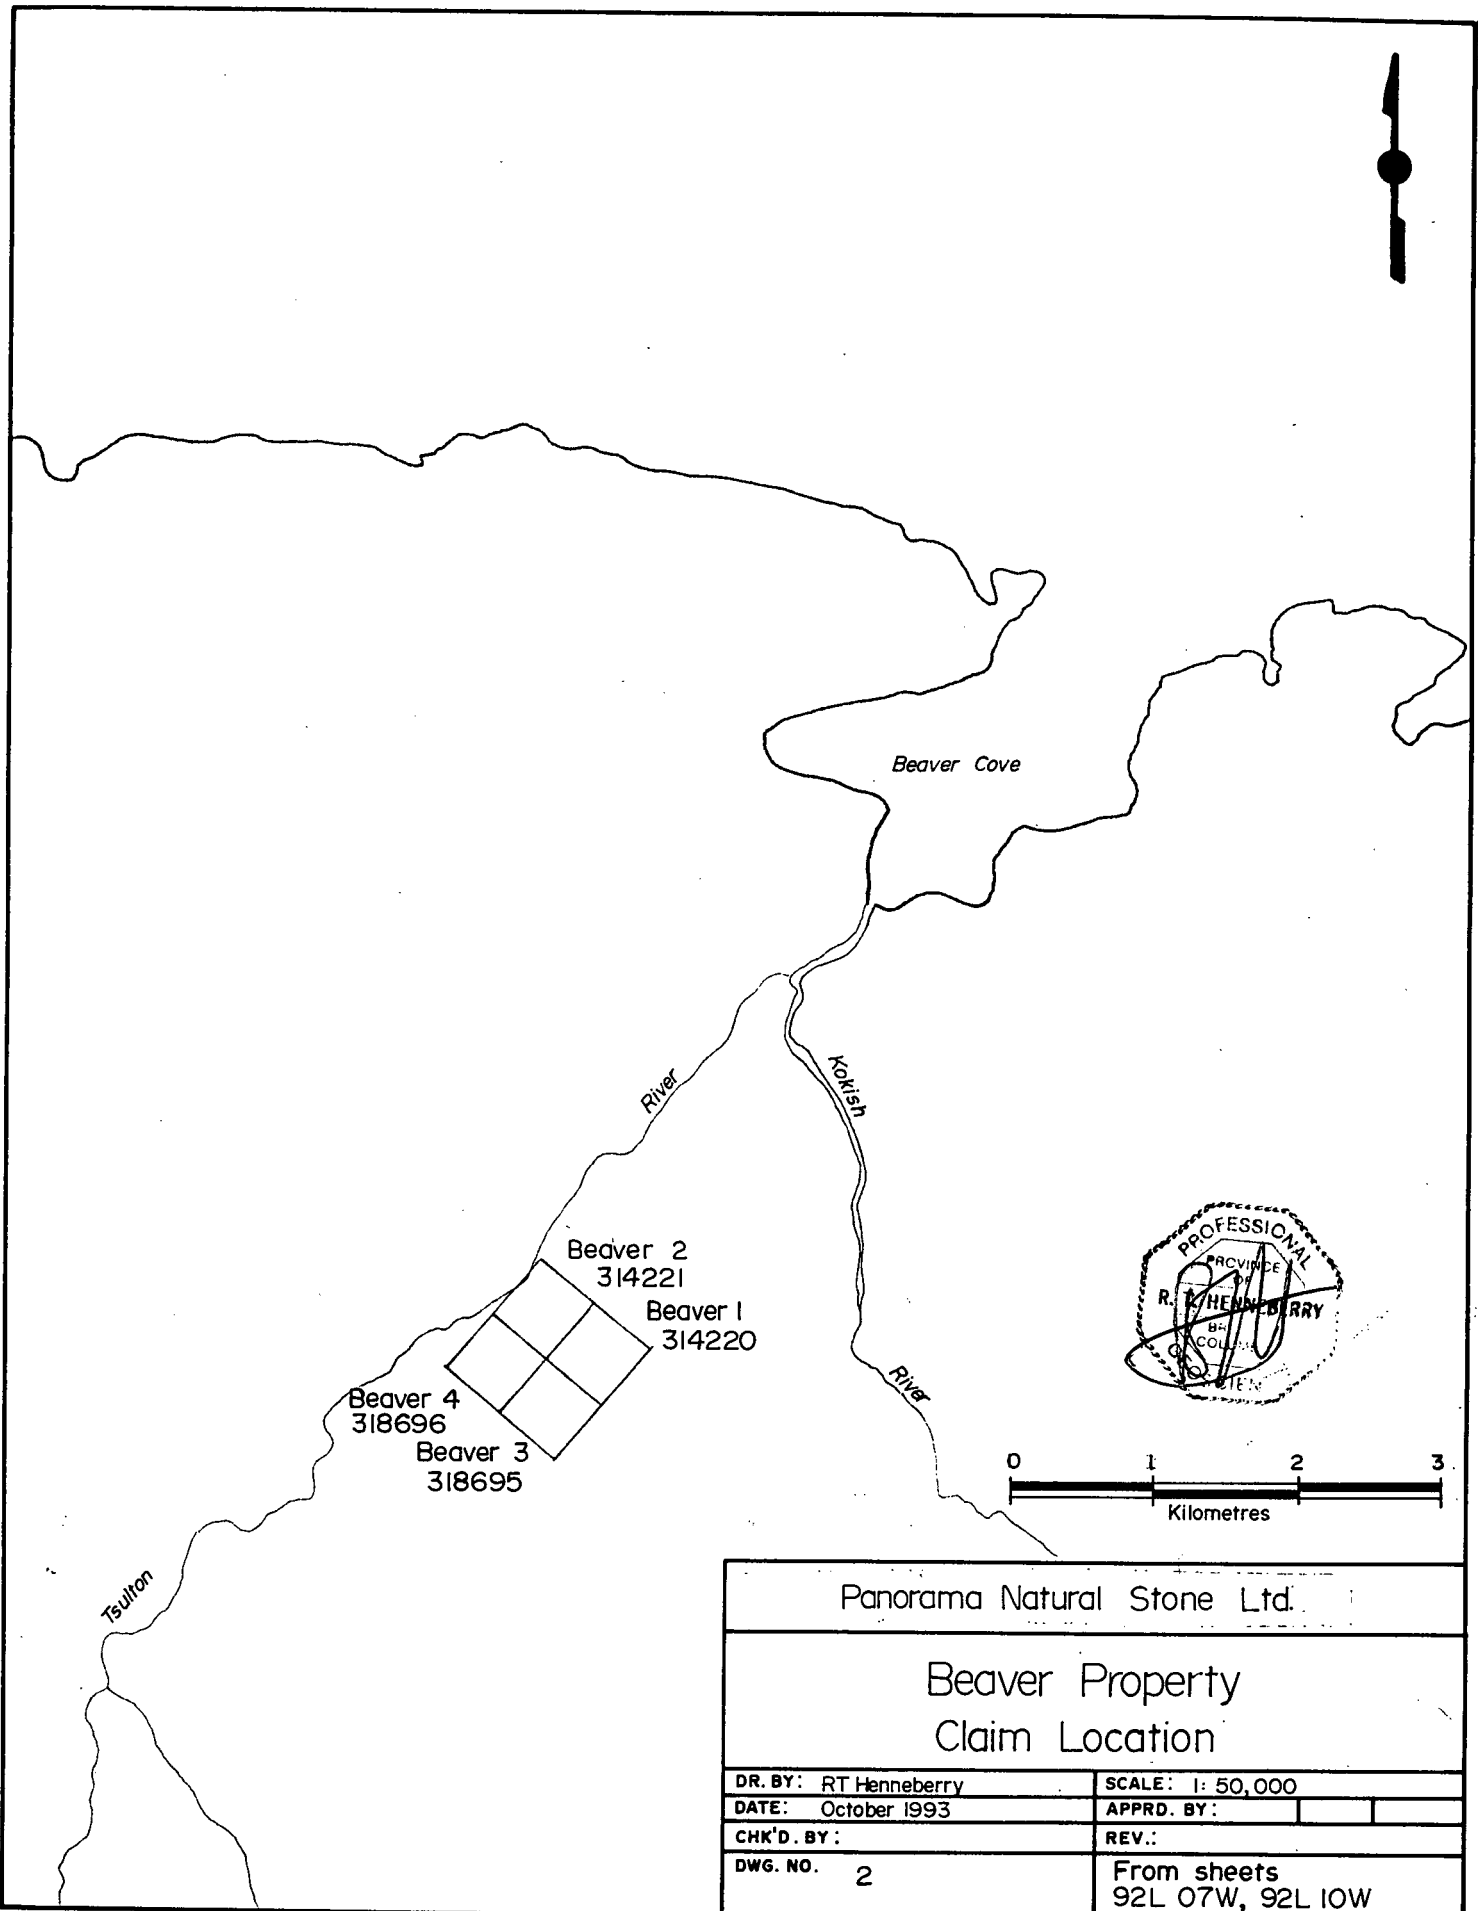 Beaver Cove
Kokish
River
River
Beaver 2
314221
Beaver 1
314220
Beaver 4
318696
Beaver 3
318695
Tsulton
PROFESSIONAL
PROVINCE
OF
HENNEBERRY
0 1 2 3
Kilometres
Panorama Natural Stone Ltd.
Beaver Property
Claim Location
DR. BY: RT Henneberry
SCALE: 1:50,000
DATE: October 1993
APPRD. BY:
CHK'D. BY:
REV.:
DWG. NO. 2
From sheets
92L 07W, 92L 10W